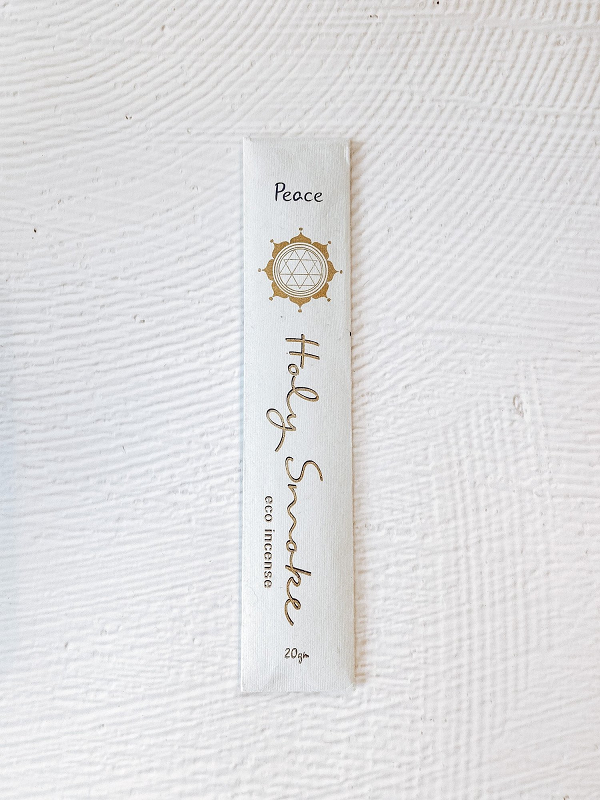 Peace
Holy Smoke
eco incense
20gm